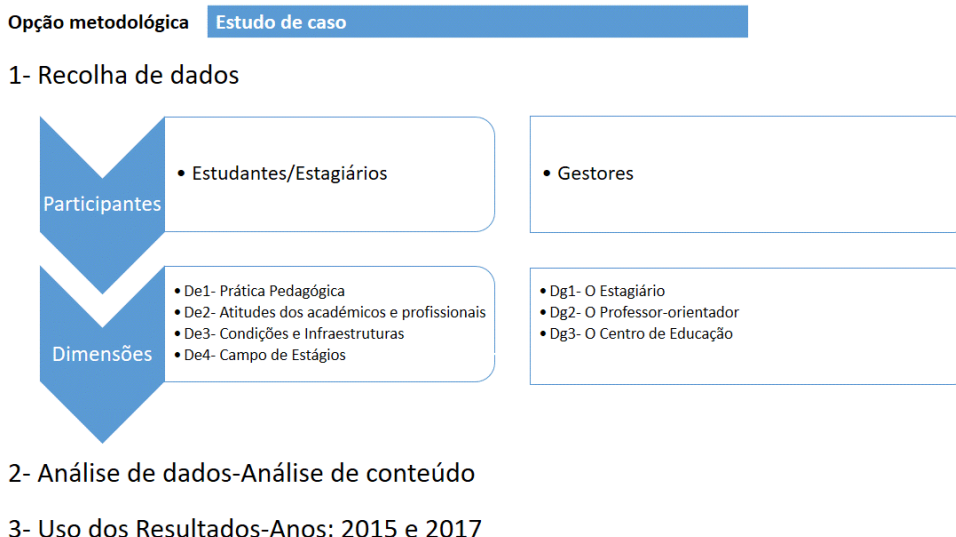 Opção metodológica Estudo de caso
1- Recolha de dados
Participantes
• Estudantes/Estagiários
• Gestores
Dimensões
• De1- Prática Pedagógica
• De2- Atitudes dos académicos e profissionais
• De3- Condições e Infraestruturas
• De4- Campo de Estágios
• Dg1- O Estagiário
• Dg2- O Professor-orientador
• Dg3- O Centro de Educação
2- Análise de dados-Análise de conteúdo
3- Uso dos Resultados-Anos: 2015 e 2017